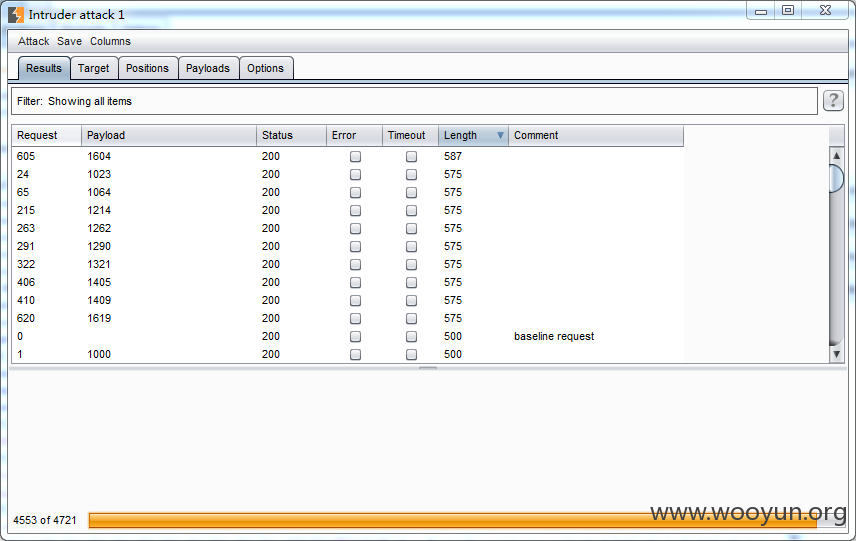 Intruder attack 1
Attack Save Columns
Results Target Positions Payloads Options
Filter: Showing all items
?
Request Payload Status Error Timeout Length Comment
605 1604 200 587
24 1023 200 575
65 1064 200 575
215 1214 200 575
263 1262 200 575
291 1290 200 575
322 1321 200 575
406 1405 200 575
410 1409 200 575
620 1619 200 575
0 200 500 baseline request
1 1000 200 500
4553 of 4721
www.wooyun.org